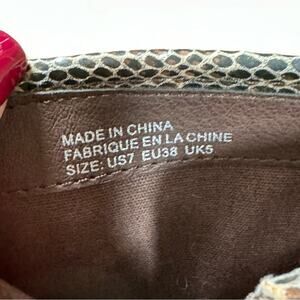 MADE IN CHINA
FABRIQUE EN LA CHINE
SIZE: US7 EU38 UK5